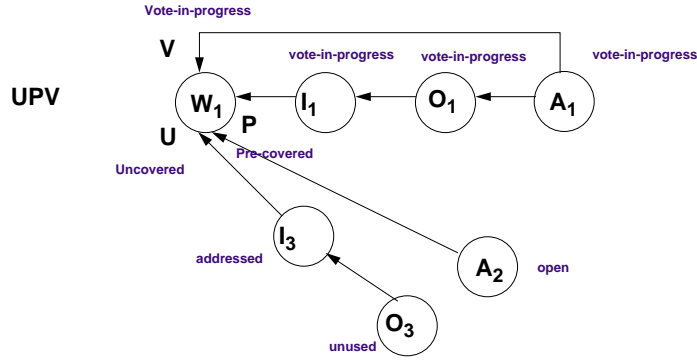 Vote-in-progress
V
vote-in-progress
vote-in-progress
vote-in-progress
UPV
W1
I1
O1
A1
U
P
Pre-covered
Uncovered
I3
addressed
A2
open
O3
unused